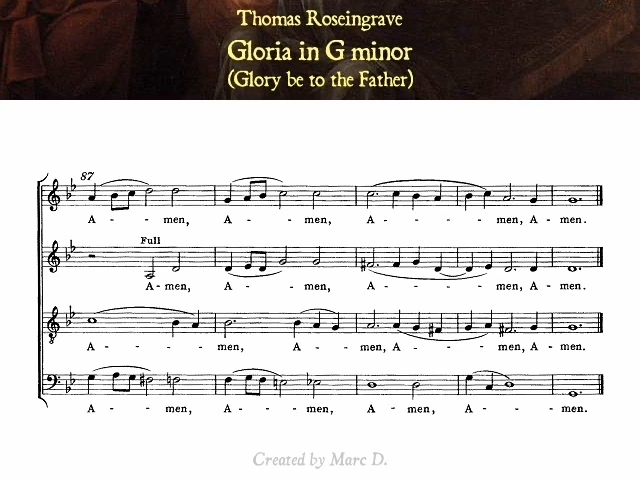 Thomas Roseingrave
Gloria in G minor
(Glory be to the Father)
87
A - - men, A - - men, A - - - - men, A - men.
Full
A - men, A - - men, A - - - - men, A - men.
A - - - men, A - men, A - - - - men, A - men.
A - - men, A - - men, A - men, A - - men.
Created by Marc D.